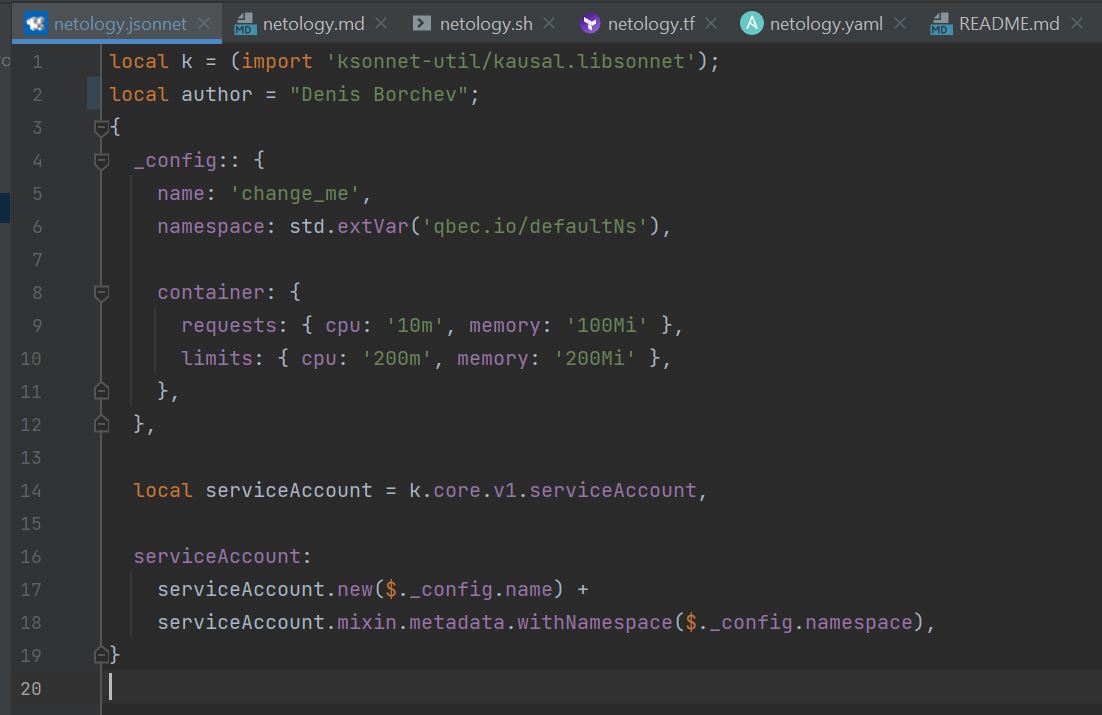 netology.jsonnet netology.md netology.sh netology.tf netology.yaml README.md
1 local k = (import 'ksonnet-util/kausal.libsonnet');
2 local author = "Denis Borchev";
3 {
4   _config:: {
5     name: 'change_me',
6     namespace: std.extVar('qbec.io/defaultNs'),
7
8     container: {
9       requests: { cpu: '10m', memory: '100Mi' },
10       limits: { cpu: '200m', memory: '200Mi' },
11     },
12   },
13
14   local serviceAccount = k.core.v1.serviceAccount,
15
16   serviceAccount:
17     serviceAccount.new($._config.name) +
18     serviceAccount.mixin.metadata.withNamespace($._config.namespace),
19 }
20